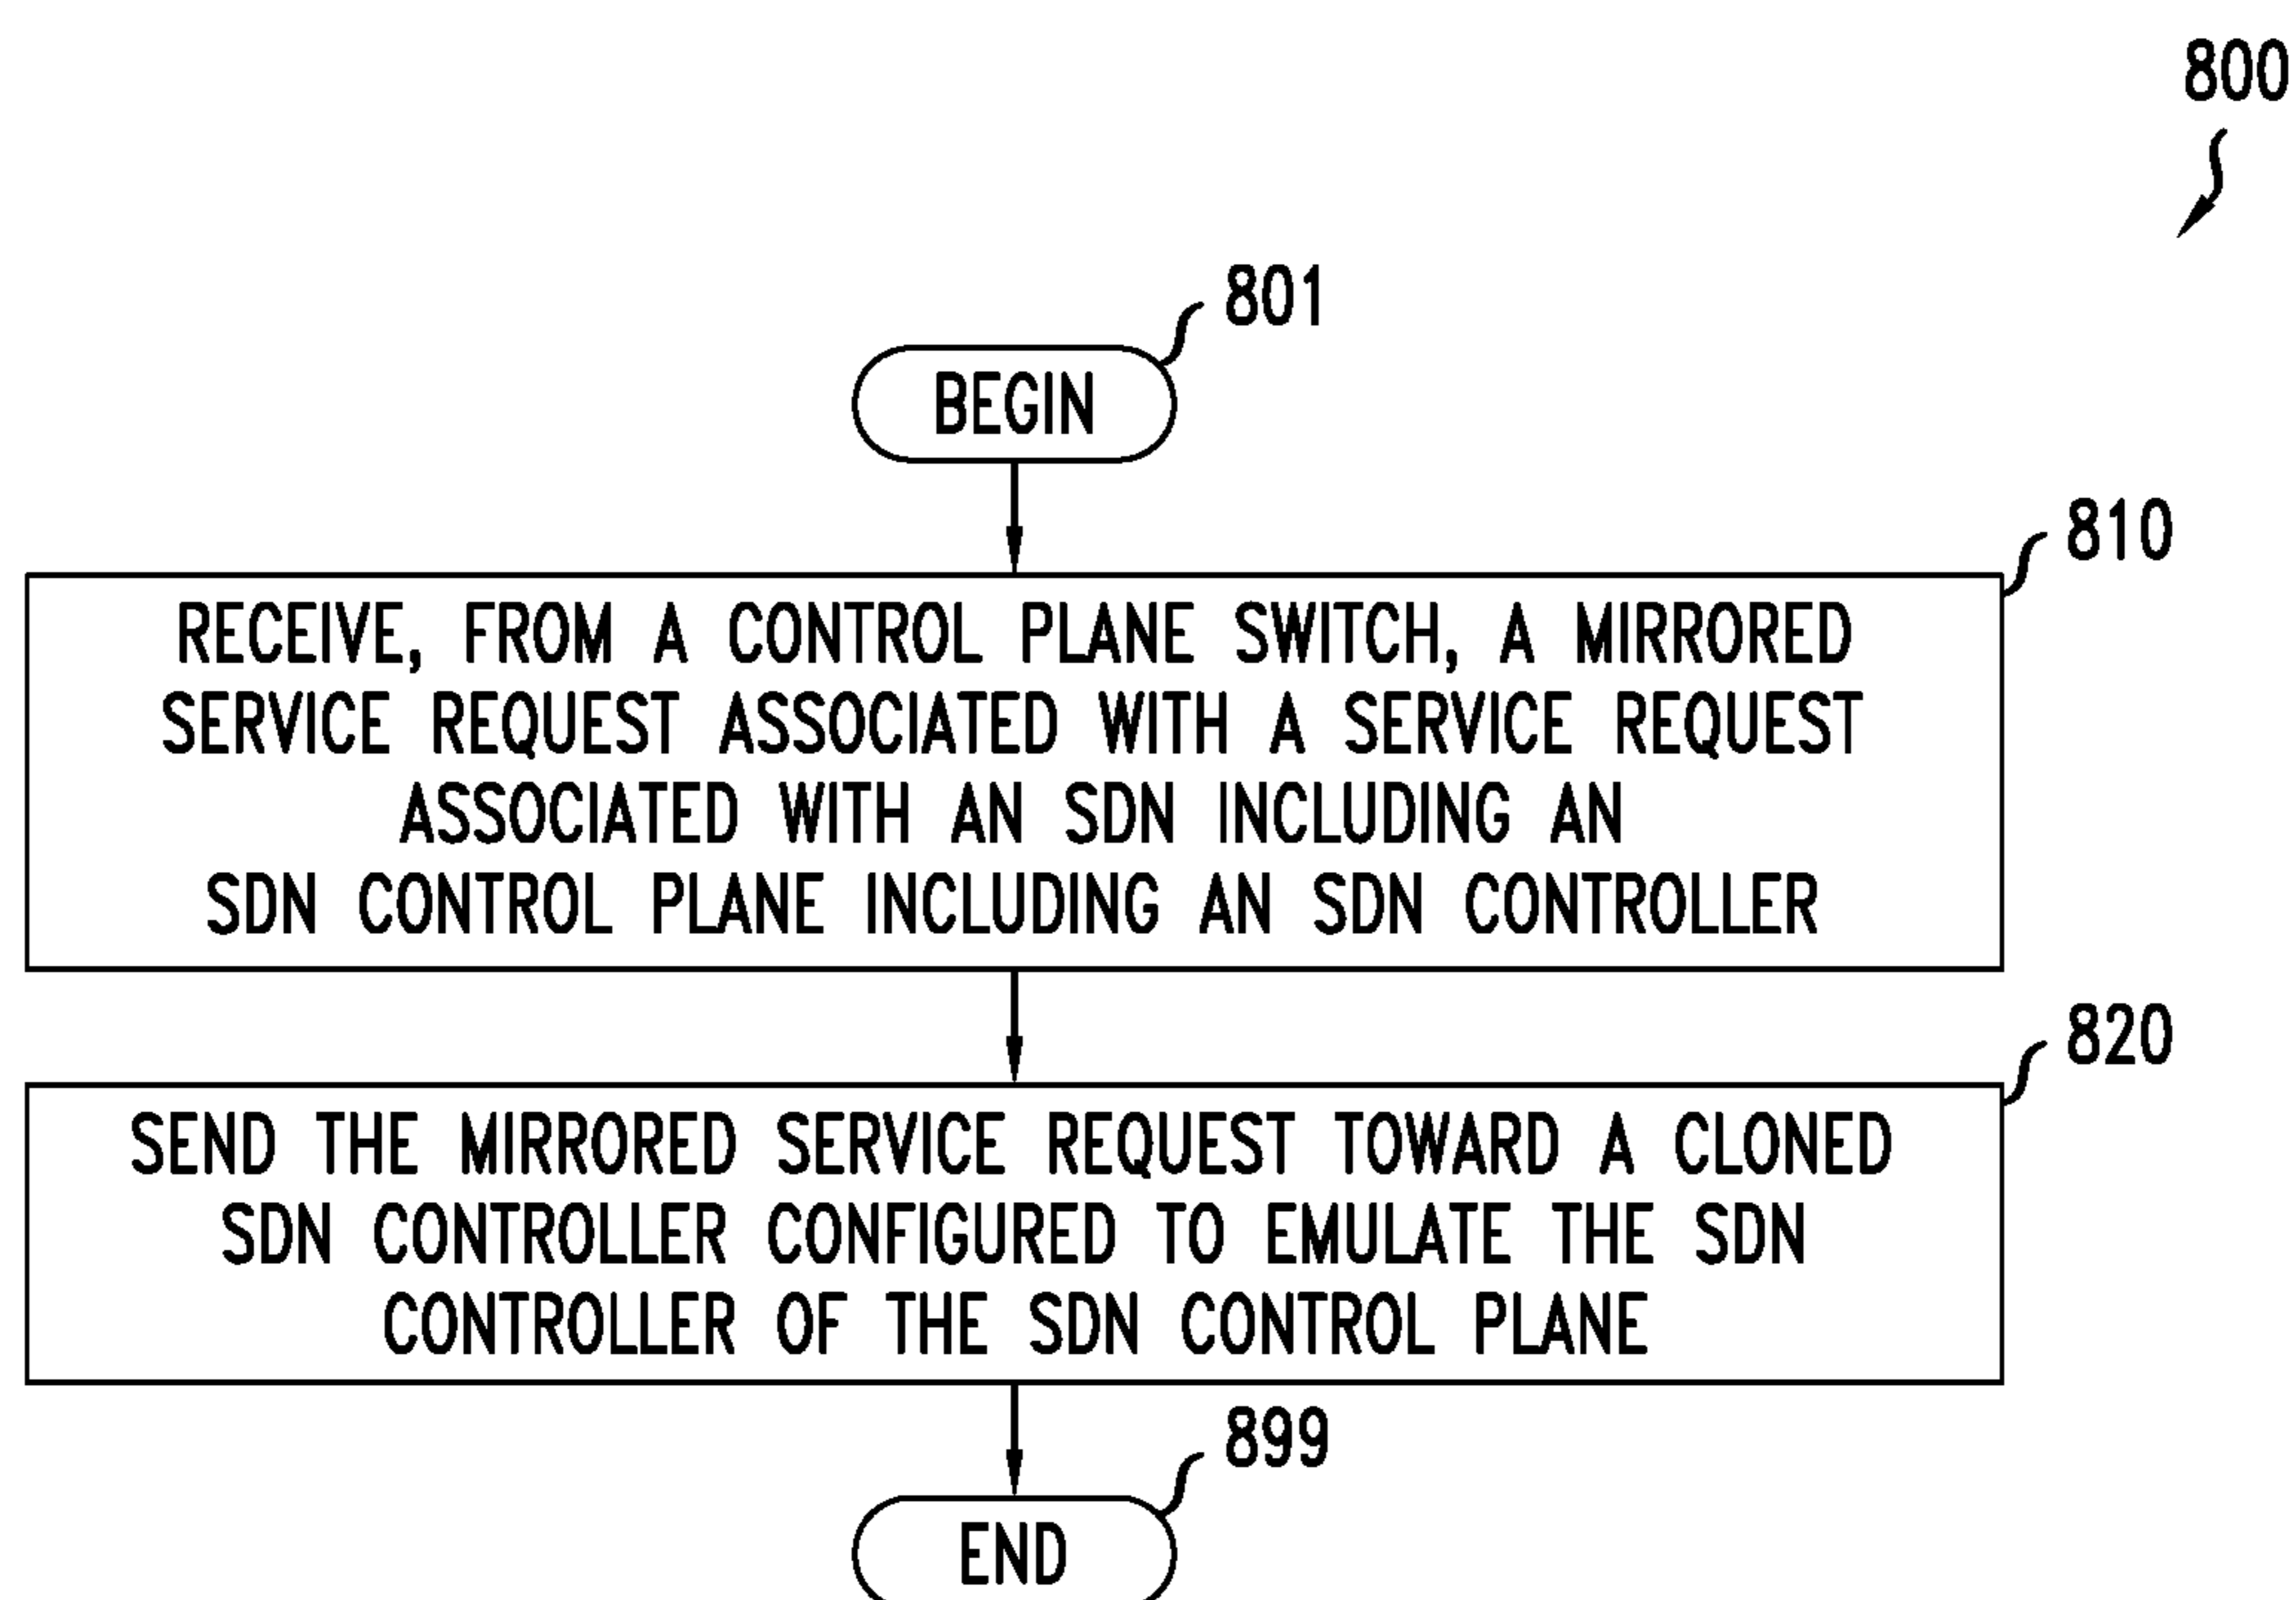 800
801
BEGIN
810
RECEIVE, FROM A CONTROL PLANE SWITCH, A MIRRORED
SERVICE REQUEST ASSOCIATED WITH A SERVICE REQUEST
ASSOCIATED WITH AN SDN INCLUDING AN
SDN CONTROL PLANE INCLUDING AN SDN CONTROLLER
820
SEND THE MIRRORED SERVICE REQUEST TOWARD A CLONED
SDN CONTROLLER CONFIGURED TO EMULATE THE SDN
CONTROLLER OF THE SDN CONTROL PLANE
899
END